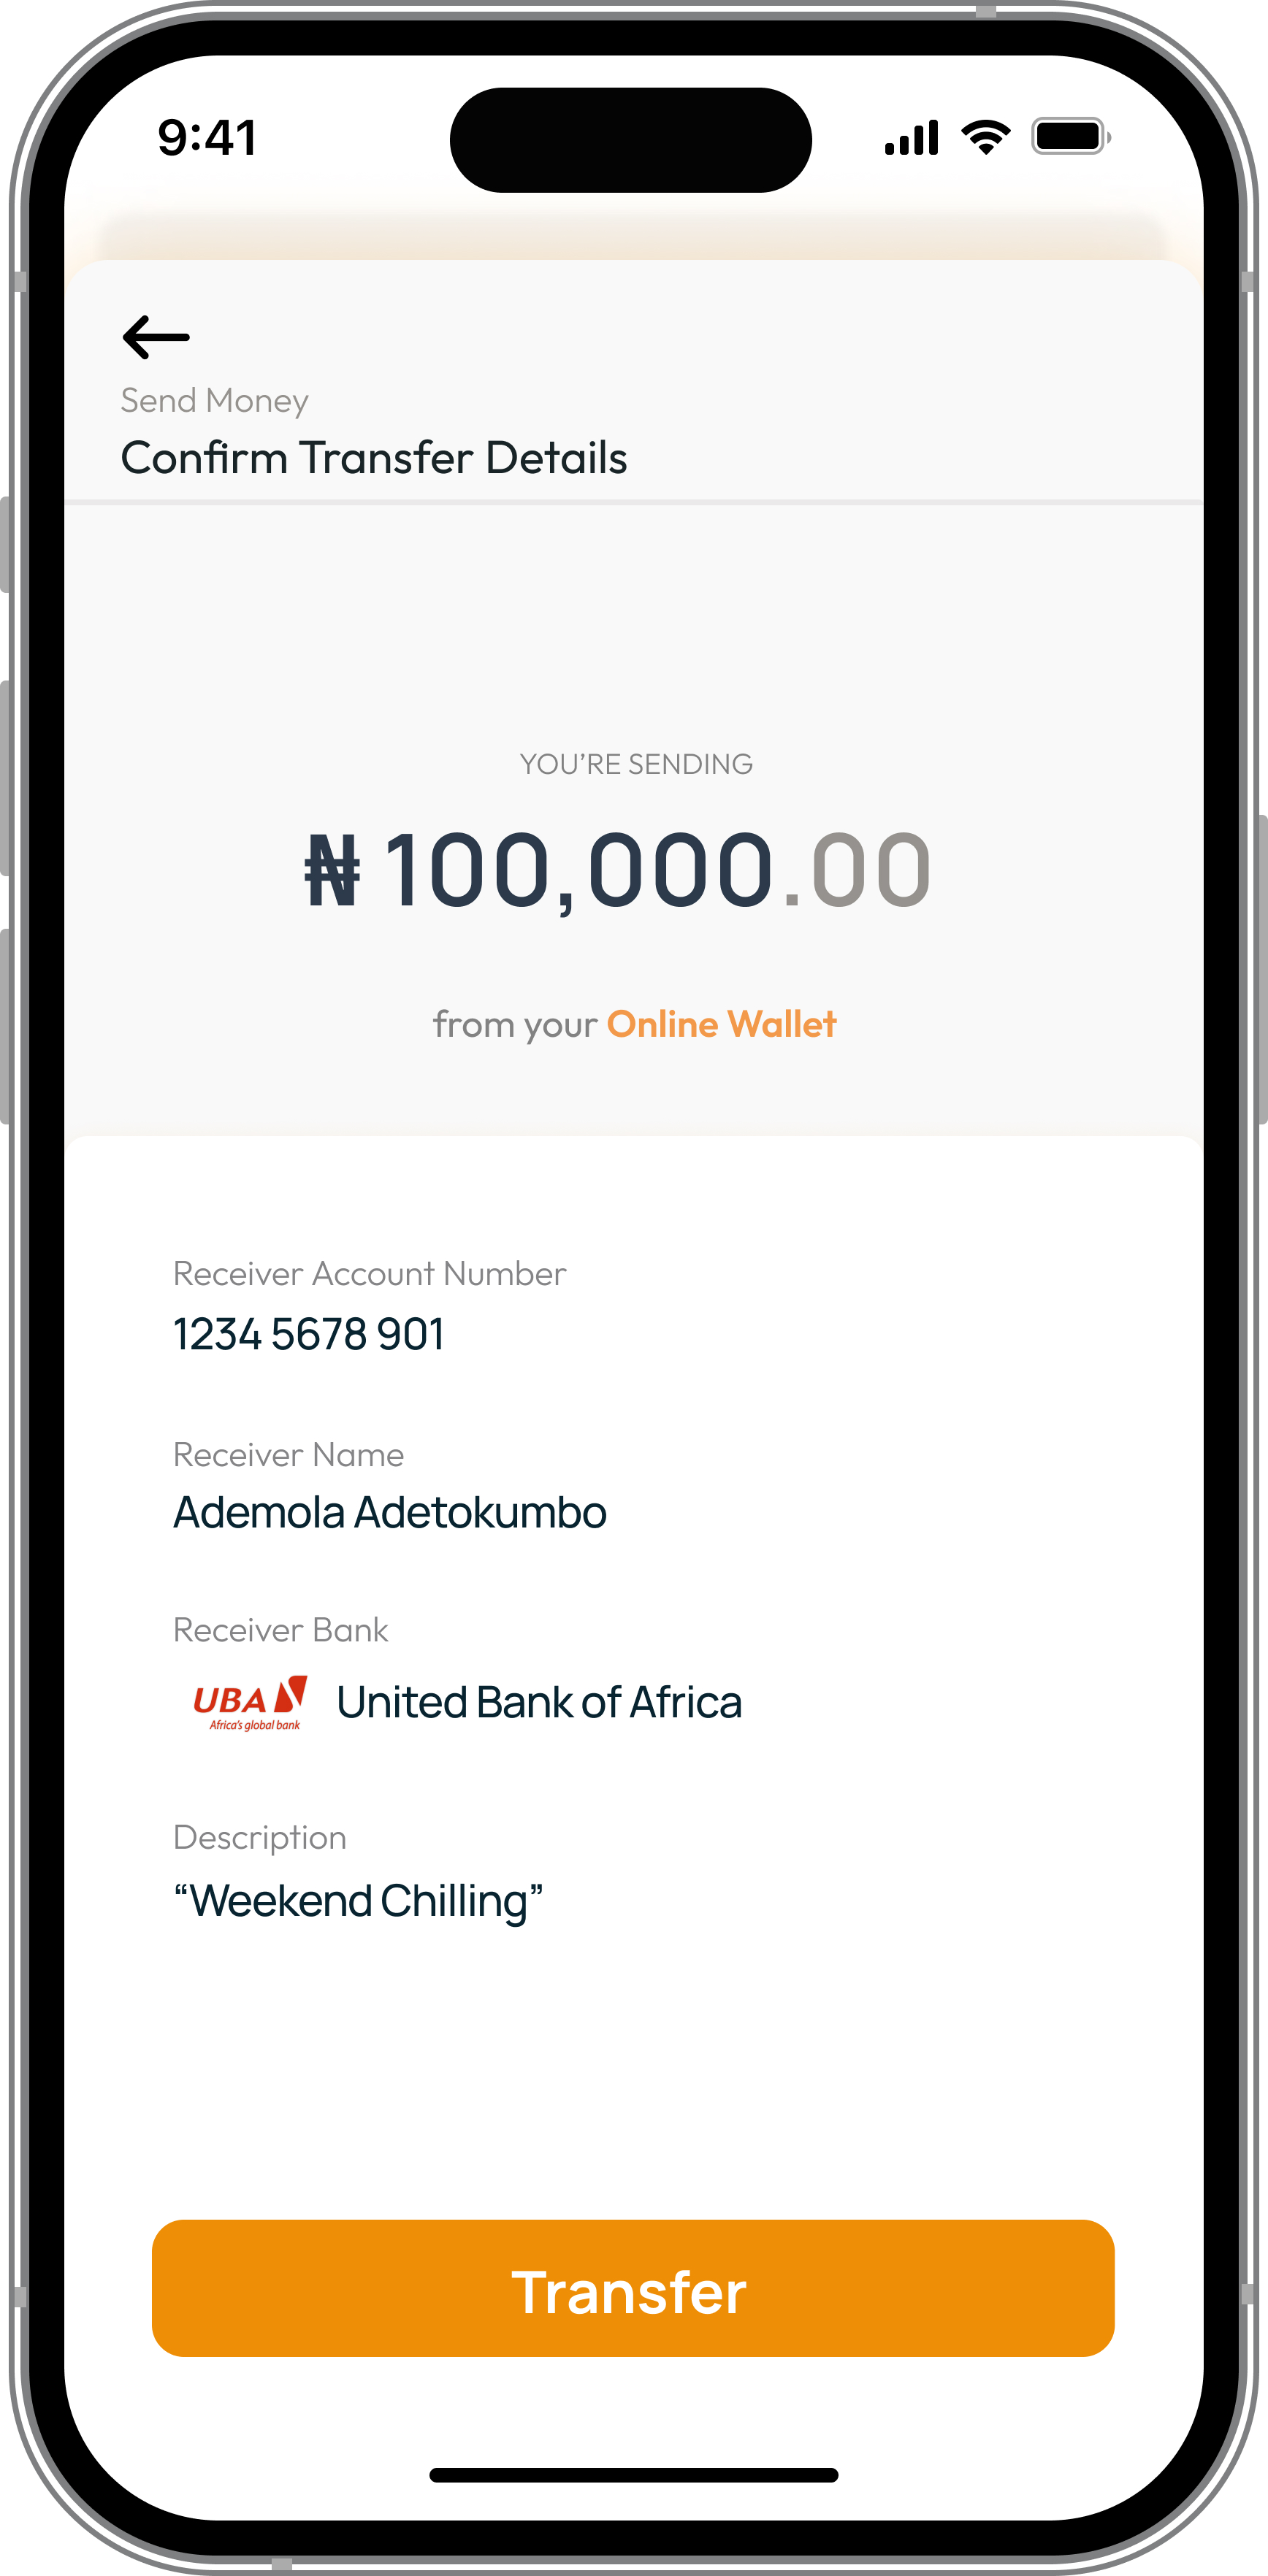 9:41
Send Money
Confirm Transfer Details
YOU’RE SENDING
₦ 100,000.00
from your Online Wallet
Receiver Account Number
1234 5678 901
Receiver Name
Ademola Adetokumbo
Receiver Bank
UBA
Africa’s global bank
United Bank of Africa
Description
“Weekend Chilling”
Transfer